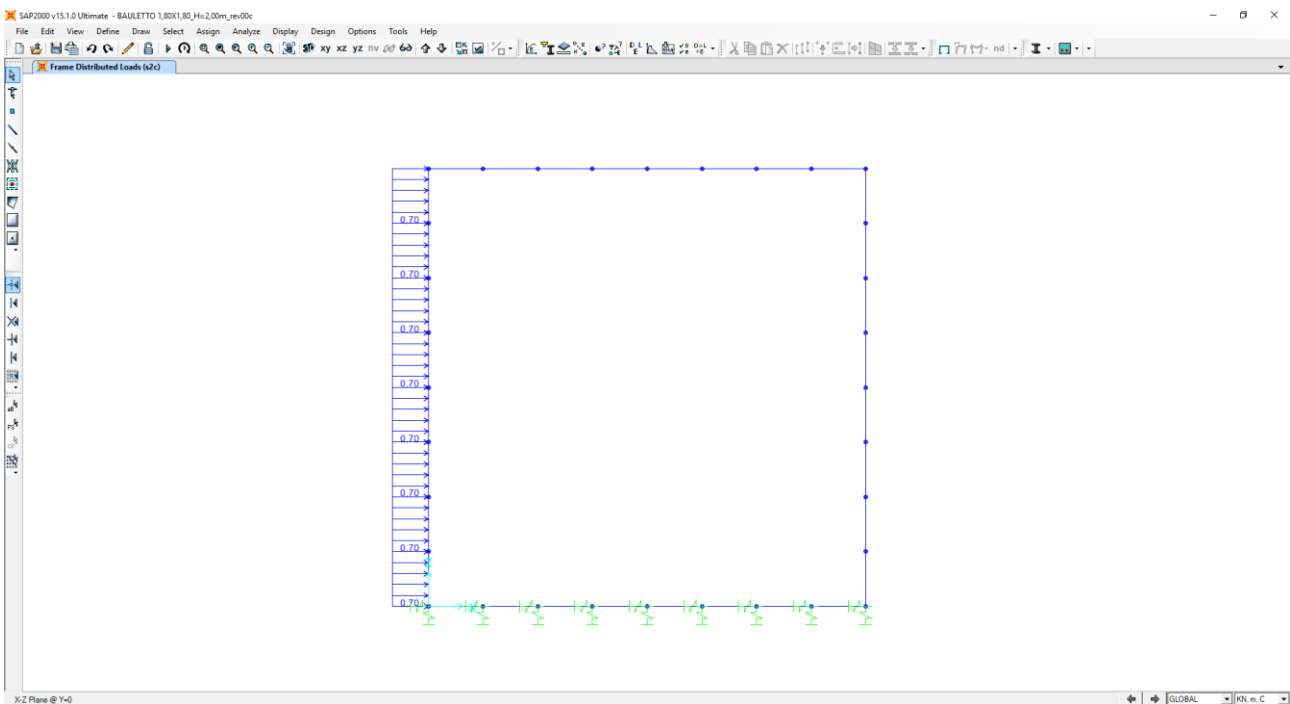 SAP2000 v15.1.0 Ultimate - BAULETTO 1,80X1,80_H=2,00m_rev00c
File Edit View Define Draw Select Assign Analyze Display Design Options Tools Help
xy xz yz nv nd
Frame Distributed Loads (s2c)
0,70
0,70
0,70
0,70
0,70
0,70
0,70
0,70
X
X-Z Plane @ Y=0
GLOBAL
KN, m, C